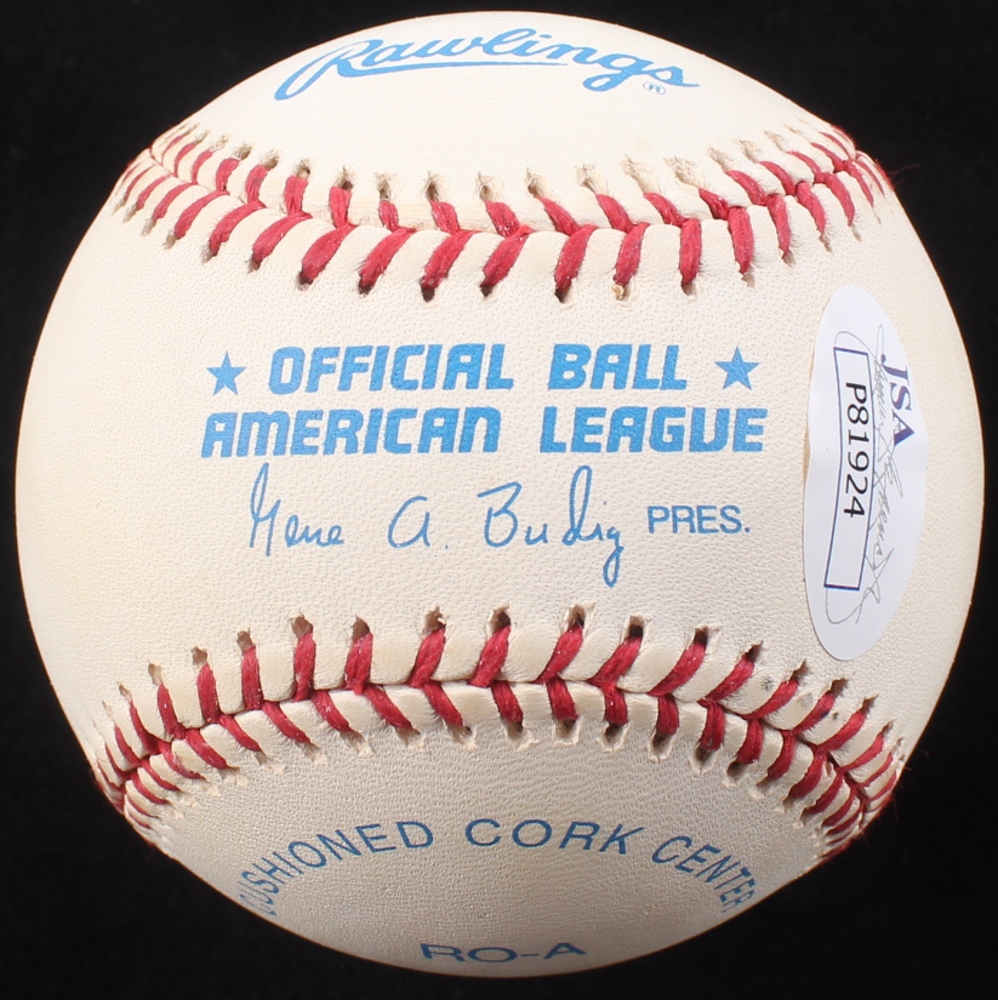 Rawlings®
★ OFFICIAL BALL ★
AMERICAN LEAGUE
Gene A. Budig PRES.
JSA
P81924
CUSHIONED CORK CENTER
RO-A